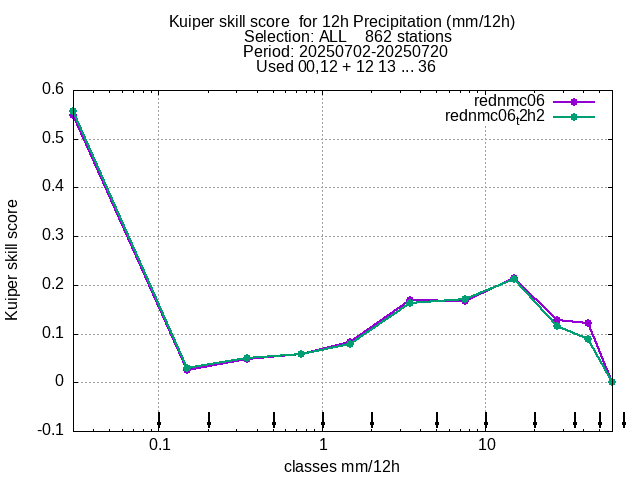 Kuiper skill score  for 12h Precipitation (mm/12h)
Selection: ALL    862 stations
Period: 20250702-20250720
Used 00,12 + 12 13 ... 36
rednmc06
rednmc06t2h2
0.6
0.5
0.4
0.3
0.2
0.1
0
-0.1
Kuiper skill score
0.1
1
10
classes mm/12h